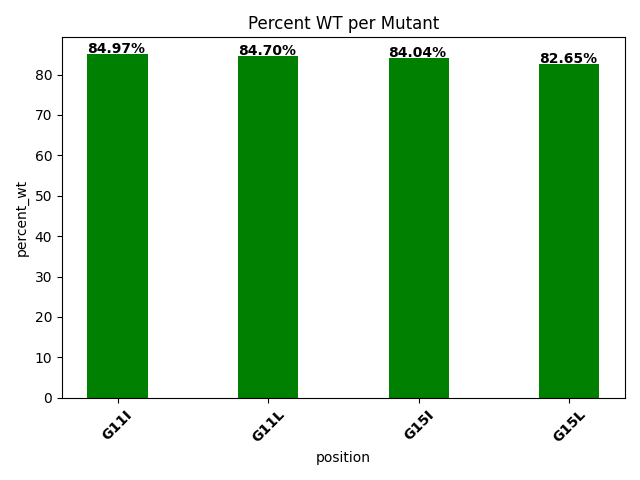 Percent WT per Mutant
84.97%
84.70%
84.04%
82.65%
80
70
60
50
40
30
20
10
0
percent_wt
G11I
G11L
G15I
G15L
position